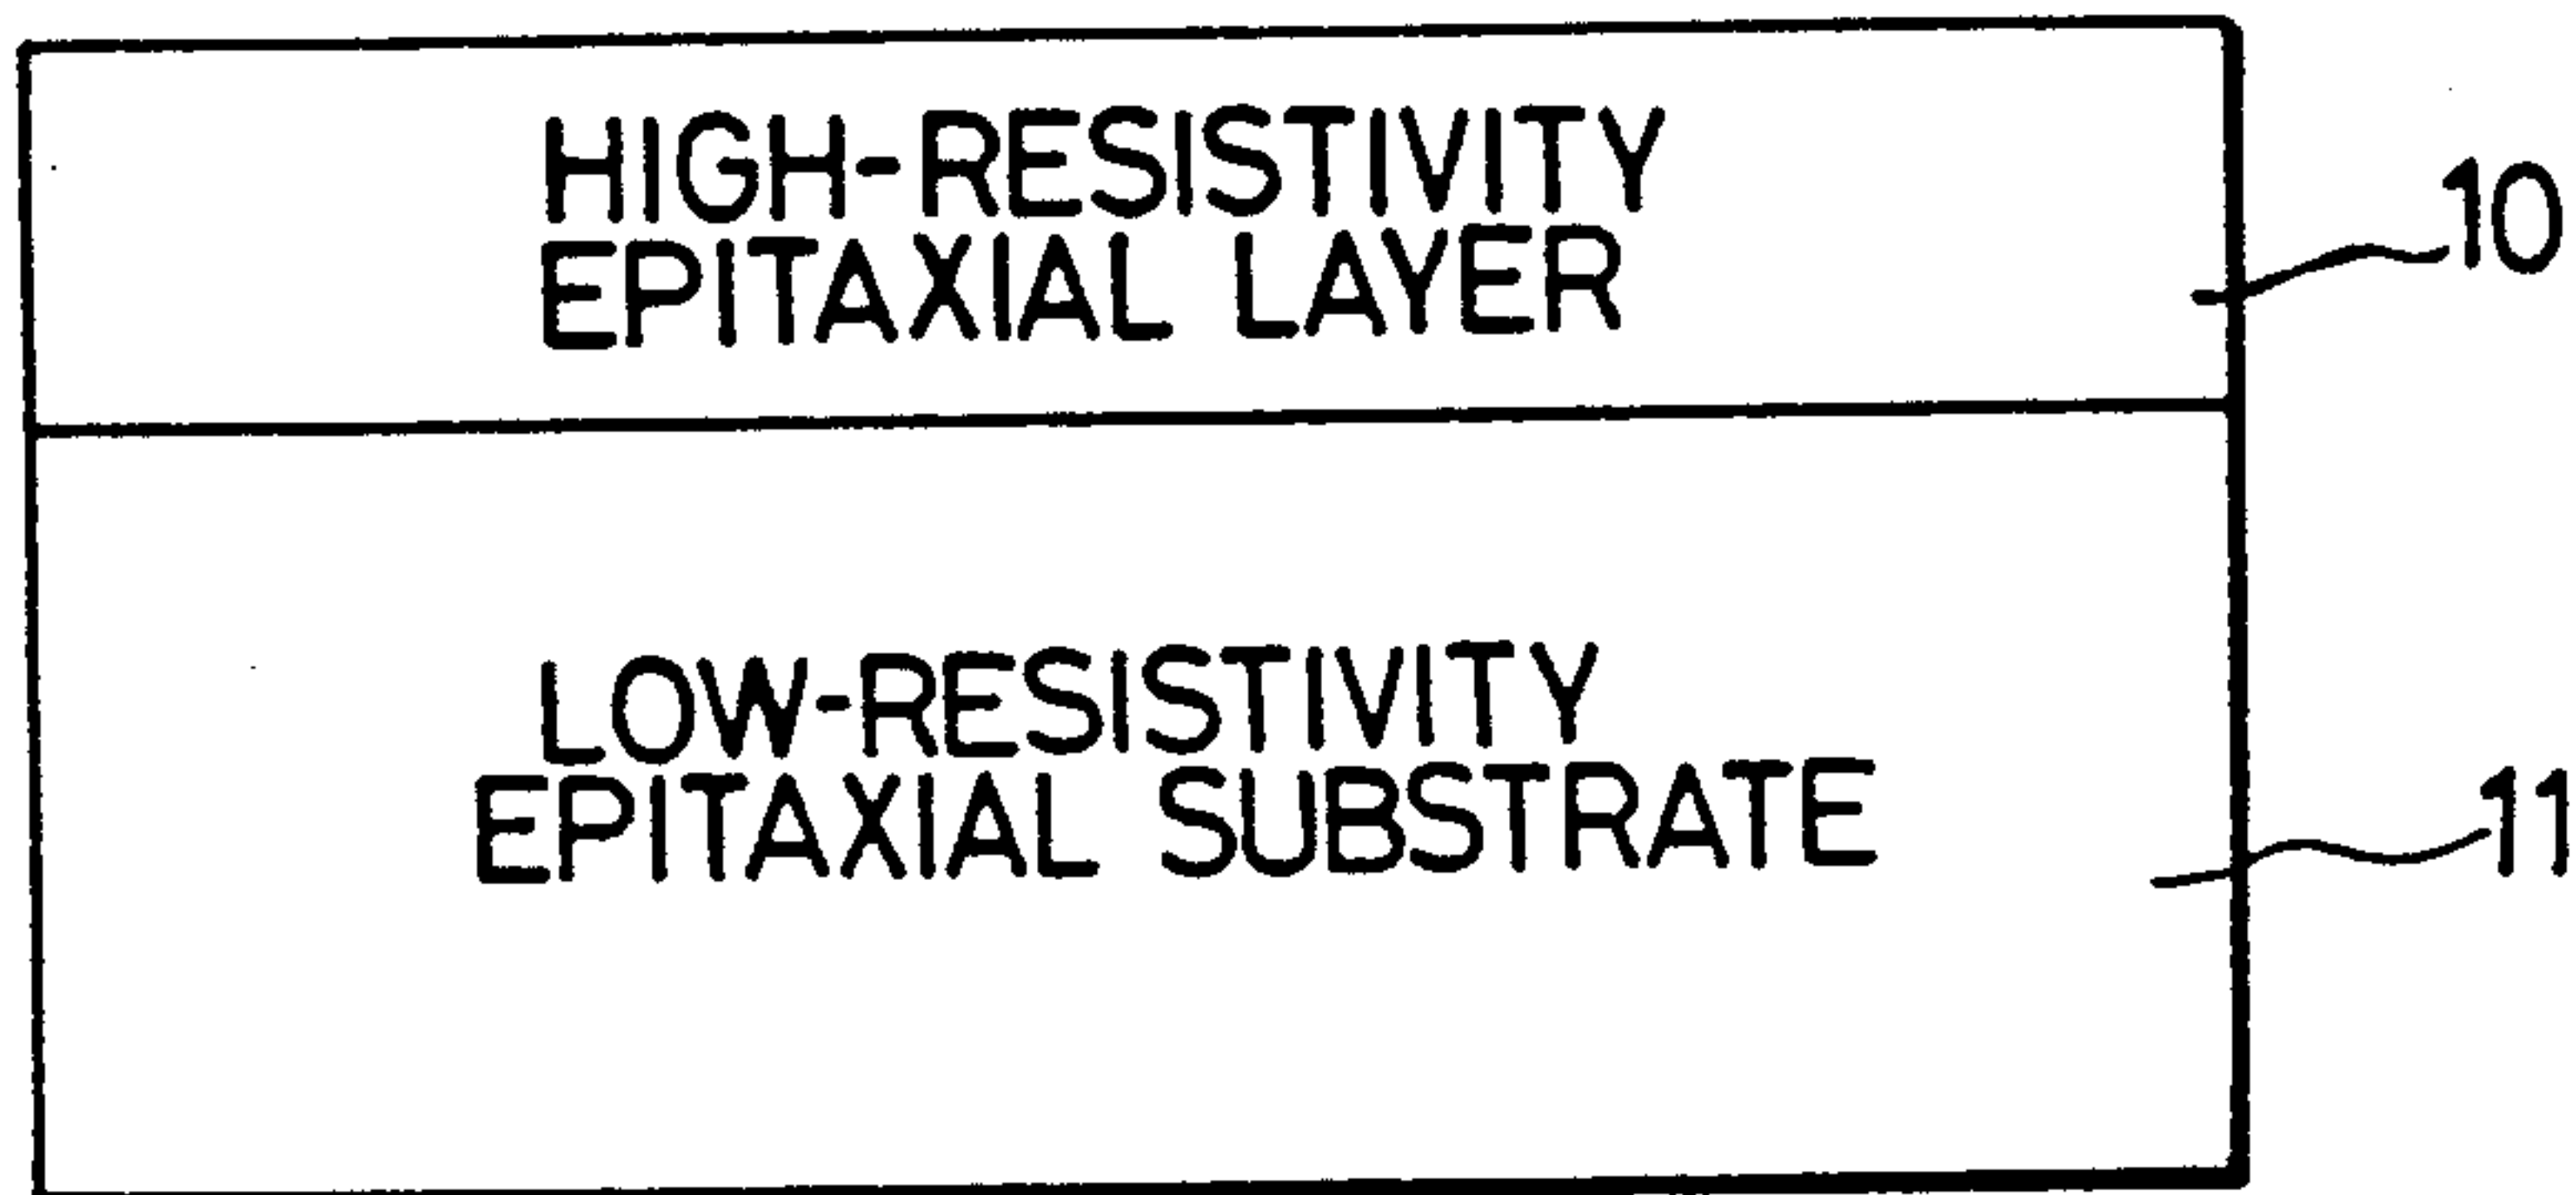 HIGH-RESISTIVITY
EPITAXIAL LAYER
10
LOW-RESISTIVITY
EPITAXIAL SUBSTRATE
11